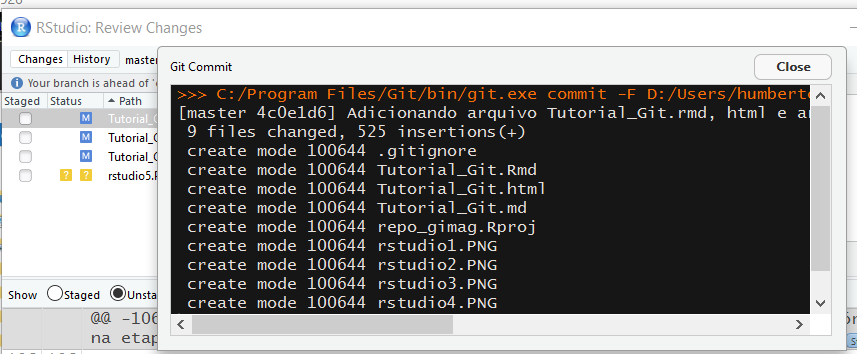 RStudio: Review Changes
Changes History master
Your branch is ahead of '
Staged Status Path
M Tutorial_G
M Tutorial_G
M Tutorial_G
? ? rstudio5.P
Show Staged Unsta
@@ -106
na etap
Git Commit
Close
>>> C:/Program Files/Git/bin/git.exe commit -F D:/Users/humberto
[master 4c0e1d6] Adicionando arquivo Tutorial_Git.rmd, html e ar
9 files changed, 525 insertions(+)
create mode 100644 .gitignore
create mode 100644 Tutorial_Git.Rmd
create mode 100644 Tutorial_Git.html
create mode 100644 Tutorial_Git.md
create mode 100644 repo_gimag.Rproj
create mode 100644 rstudio1.PNG
create mode 100644 rstudio2.PNG
create mode 100644 rstudio3.PNG
create mode 100644 rstudio4.PNG